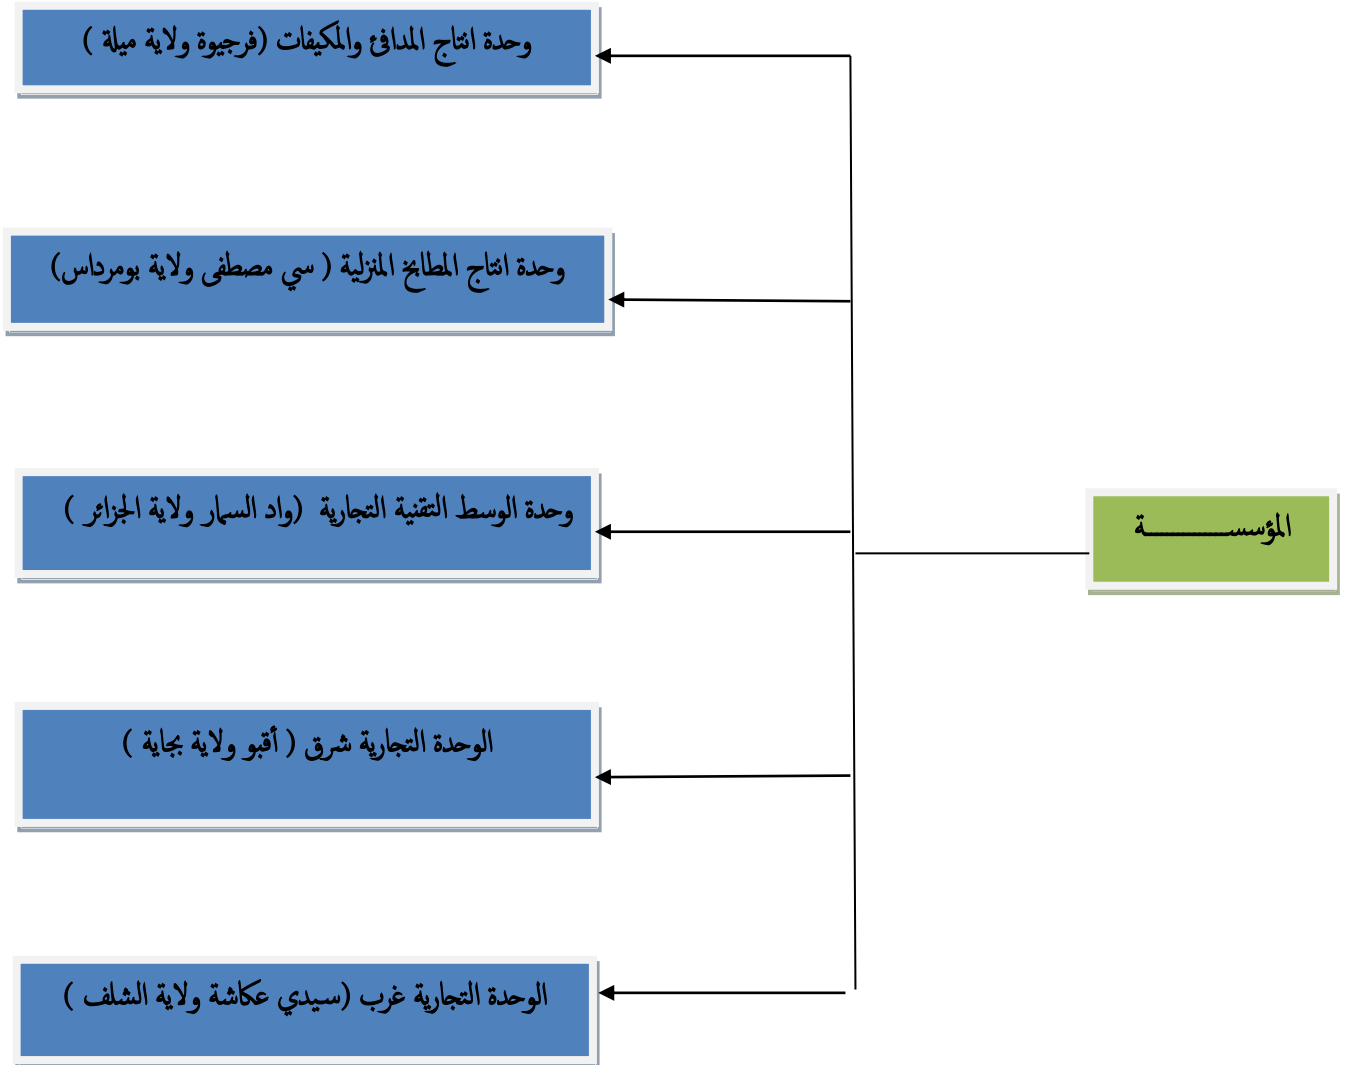 وحدة انتاج المدافئ والمكيفات (فرجيوة ولاية ميلة )
وحدة انتاج المطابخ المنزلية ( سي مصطفى ولاية بومرداس)
وحدة الوسط التقنية التجارية (واد السمار ولاية الجزائر )
المؤسســــــــــــة
الوحدة التجارية شرق ( أقبو ولاية بجاية )
الوحدة التجارية غرب (سيدي عكاشة ولاية الشلف )